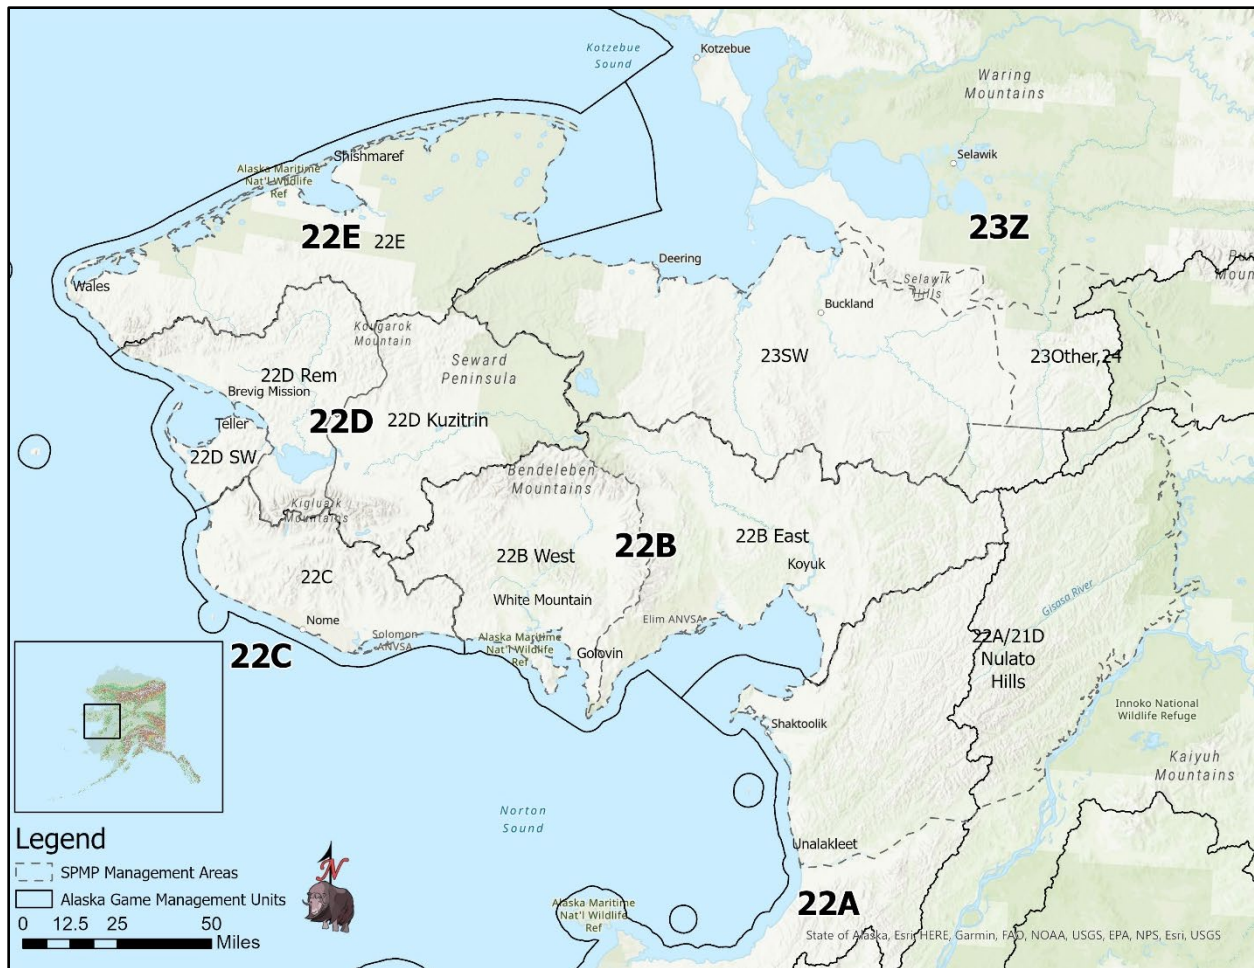 Kotzebue
Sound
Kotzebue
Waring
Mountains
Shishmaref
Selawik
Alaska Maritime
Nat'l Wildlife
Ref
22E
22E
23Z
Deering
Wales
Selawik
Hills
Buckland
Kougarok
Mountain
Seward
Peninsula
23SW
23Other,24
22D Rem
Brevig Mission
22D
22D Kuzitrin
Teller
22D SW
Bendeleben
Mountains
Kigluaik
Mountains
22B West
22B
22B East
Koyuk
22C
White Mountain
Gisasa River
Nome
Solomon
ANVSA
Elim ANVSA
22A/21D
Nulato
Hills
22C
Alaska Maritime
Nat'l Wildlife
Ref
Golovin
Shaktoolik
Innoko National
Wildlife Refuge
Kaiyuh
Mountains
Norton
Sound
Unalakleet
22A
Alaska Maritime
Nat'l Wildlife
Ref
Legend
SPMP Management Areas
Alaska Game Management Units
0 12.5 25 50
Miles
N
State of Alaska, Esri, HERE, Garmin, FAO, NOAA, USGS, EPA, NPS, Esri, USGS